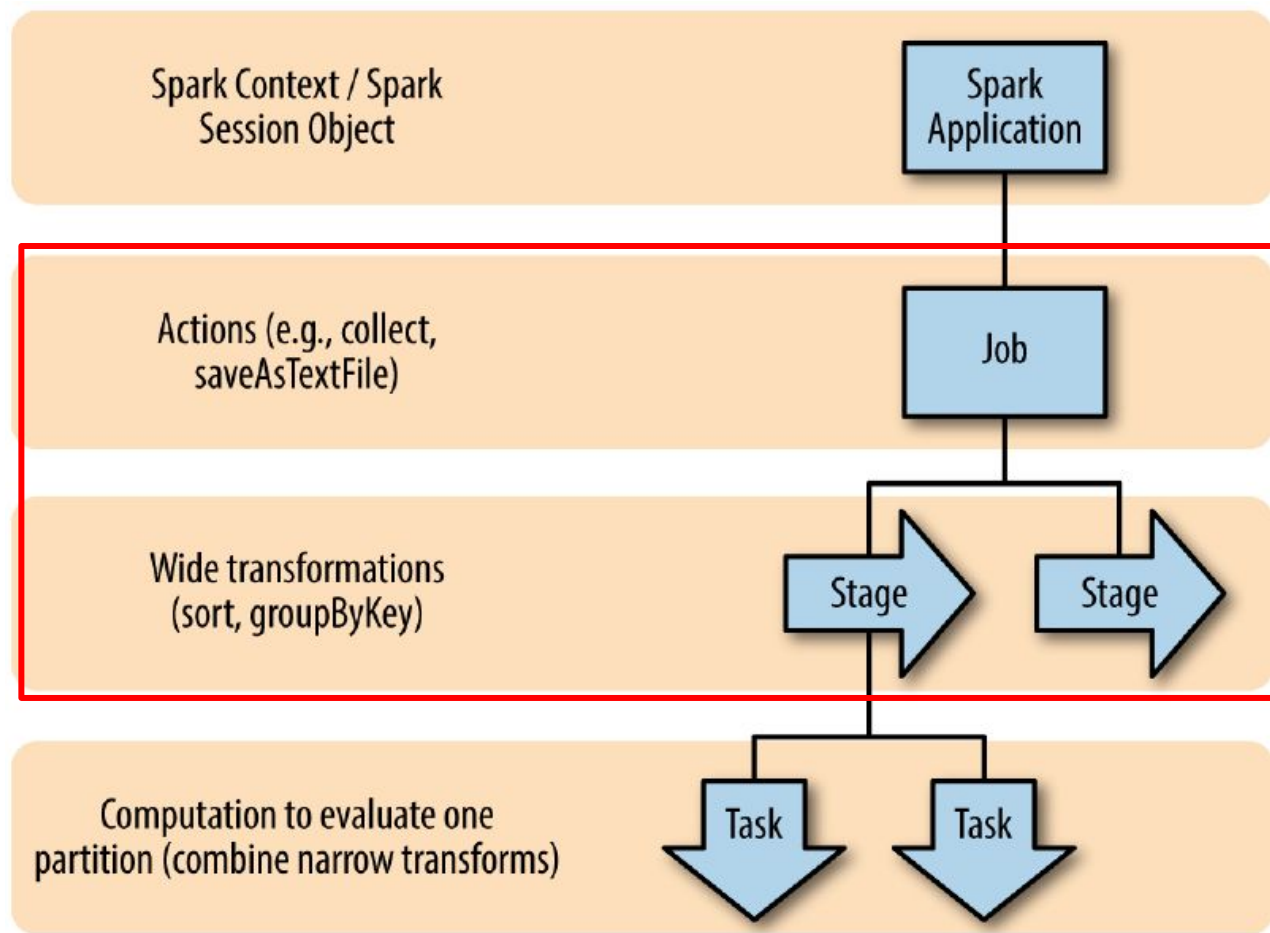 Spark Context / Spark
Session Object
Spark
Application
Actions (e.g., collect,
saveAsTextFile)
Job
Wide transformations
(sort, groupByKey)
Stage
Stage
Computation to evaluate one
partition (combine narrow transforms)
Task
Task